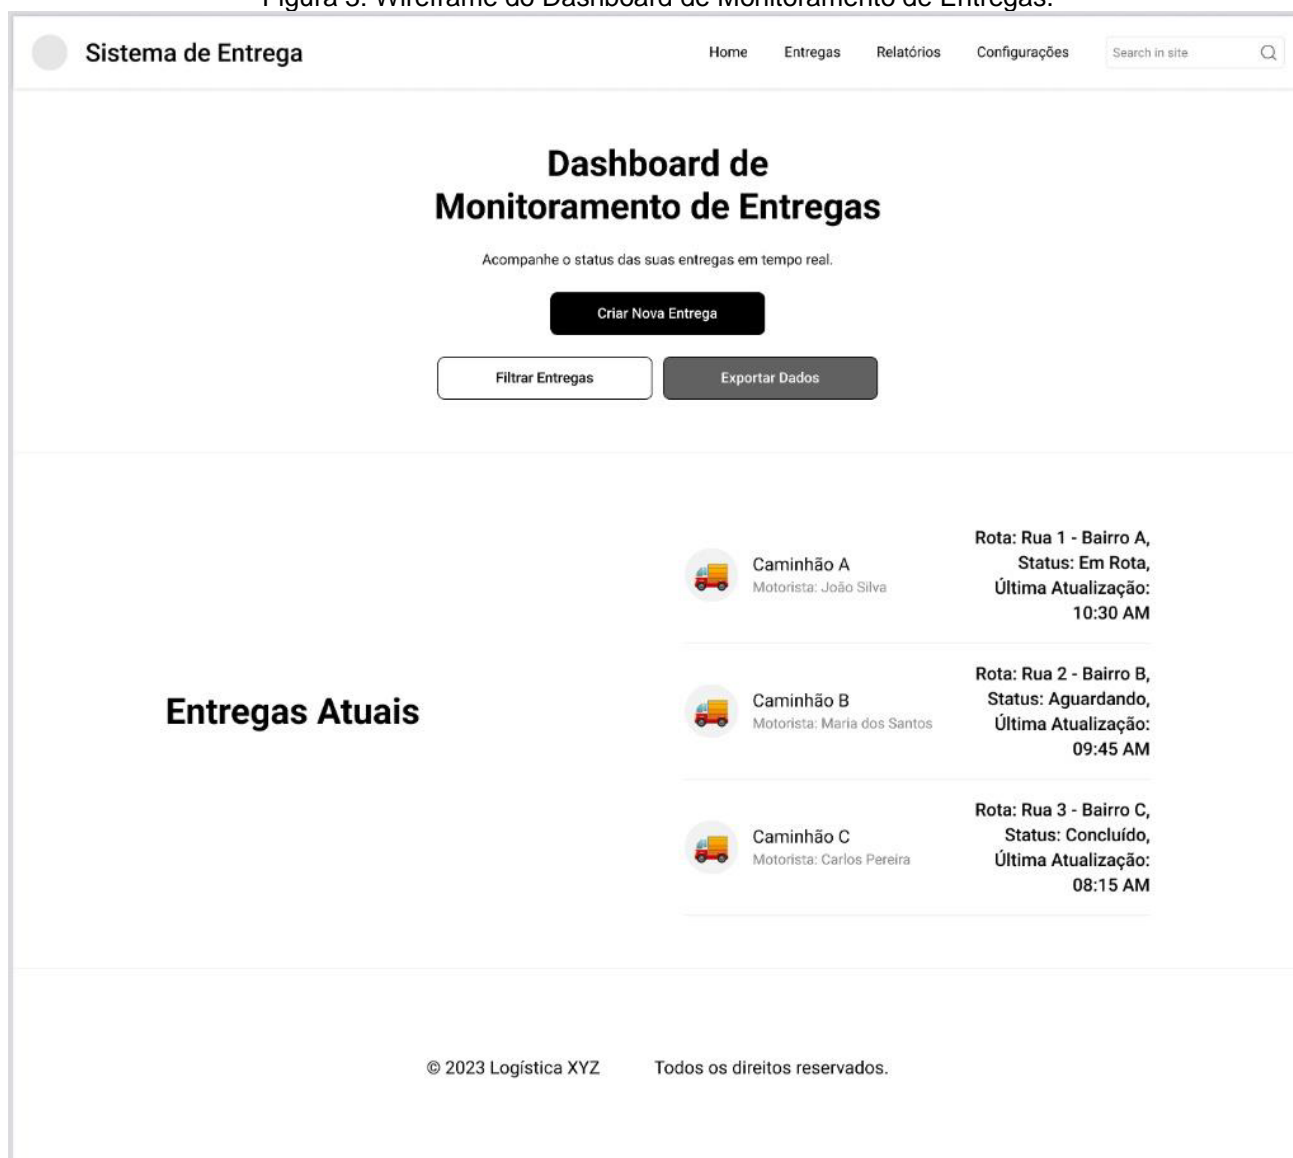 Figura 3: Wireframe do Dashboard de Monitoramento de Entregas.
Sistema de Entrega
Home
Entregas
Relatórios
Configurações
Search in site
Dashboard de
Monitoramento de Entregas
Acompanhe o status das suas entregas em tempo real.
Criar Nova Entrega
Filtrar Entregas
Exportar Dados
Entregas Atuais
Caminhão A
Motorista: João Silva
Rota: Rua 1 - Bairro A,
Status: Em Rota,
Última Atualização:
10:30 AM
Caminhão B
Motorista: Maria dos Santos
Rota: Rua 2 - Bairro B,
Status: Aguardando,
Última Atualização:
09:45 AM
Caminhão C
Motorista: Carlos Pereira
Rota: Rua 3 - Bairro C,
Status: Concluído,
Última Atualização:
08:15 AM
© 2023 Logística XYZ
Todos os direitos reservados.